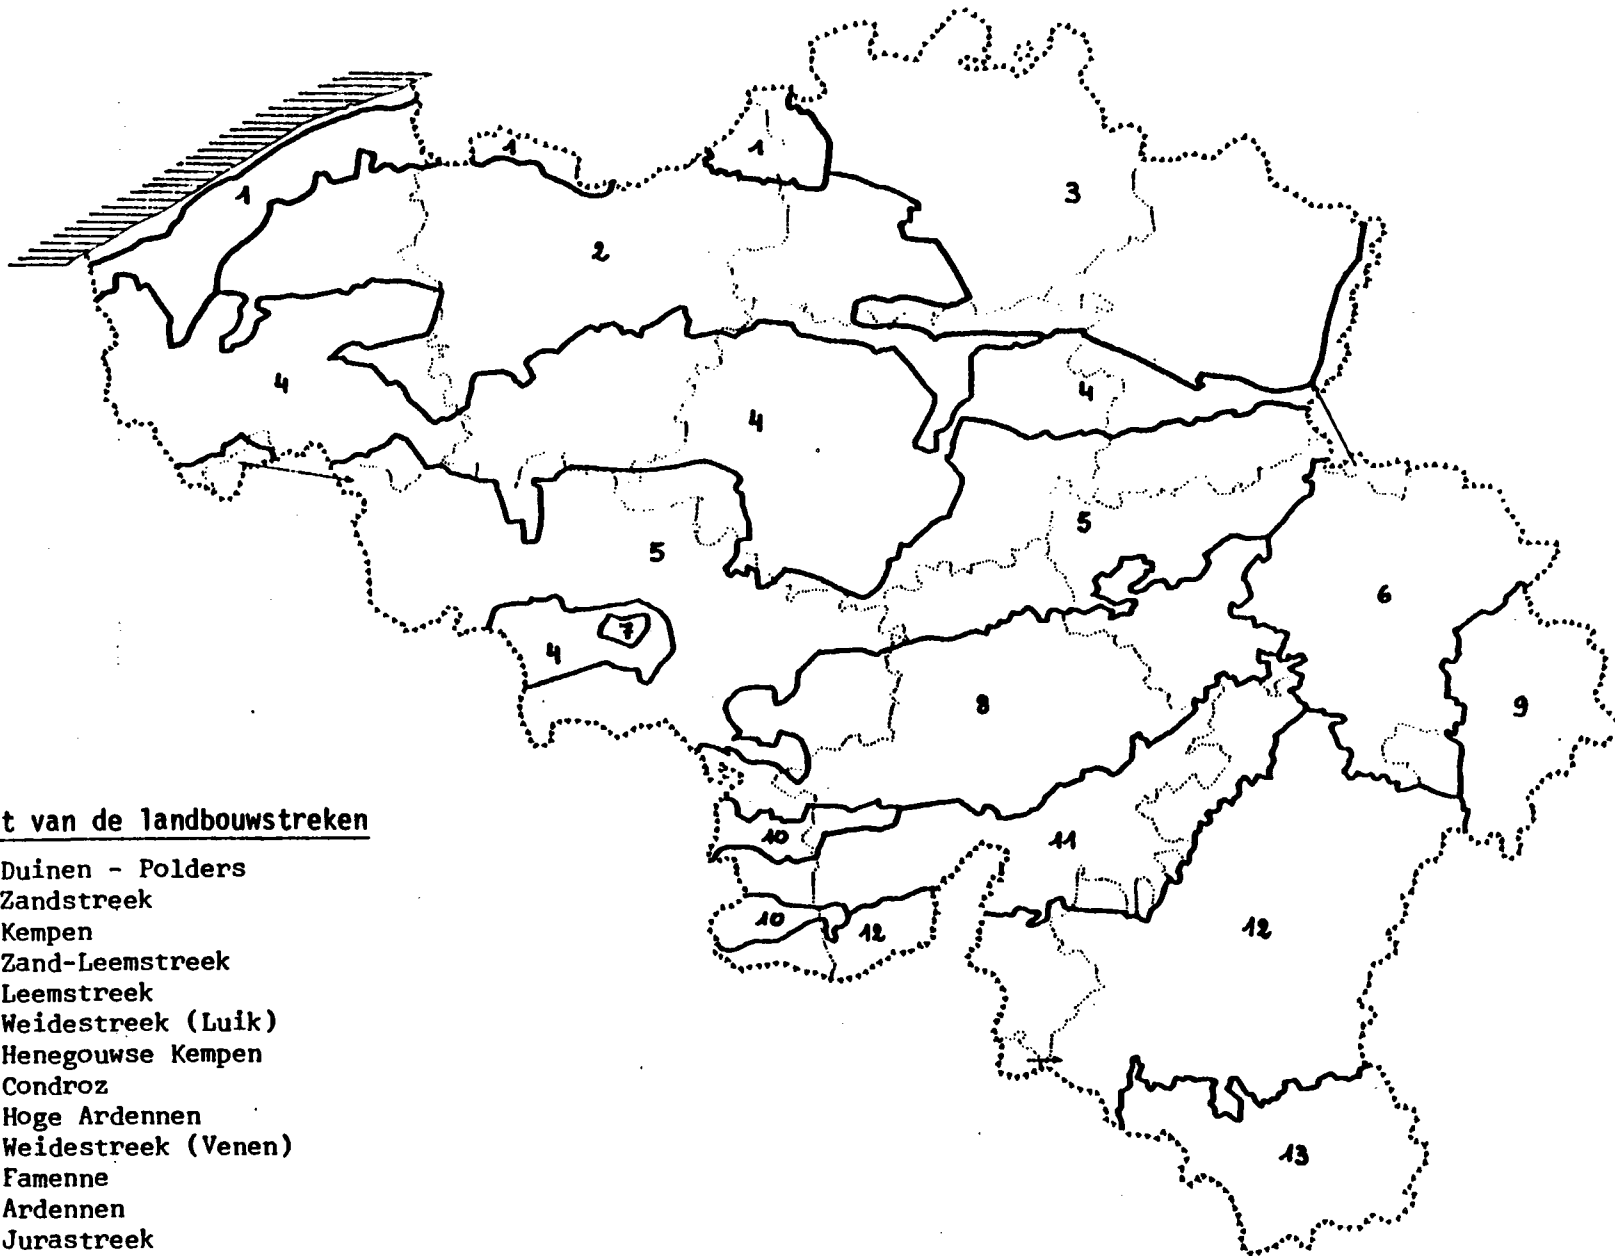 1
1
1
3
2
4
4
4
5
5
6
7
4
8
9
t van de landbouwstreken
10
11
Duinen - Polders
Zandstreek
10
12
12
Kempen
Zand-Leemstreek
Leemstreek
Weidestreek (Luik)
Henegouwse Kempen
Condroz
Hoge Ardennen
Weidestreek (Venen)
13
Famenne
Ardennen
Jurastreek